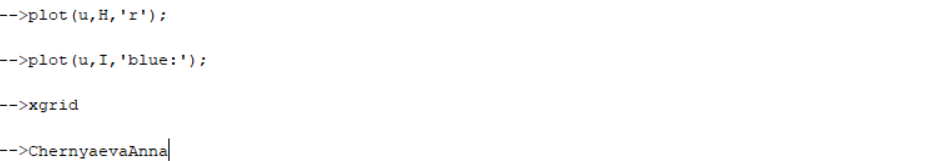 -->plot(u,H,'r');
-->plot(u,I,'blue:');
-->xgrid
-->ChernyaevaAnna